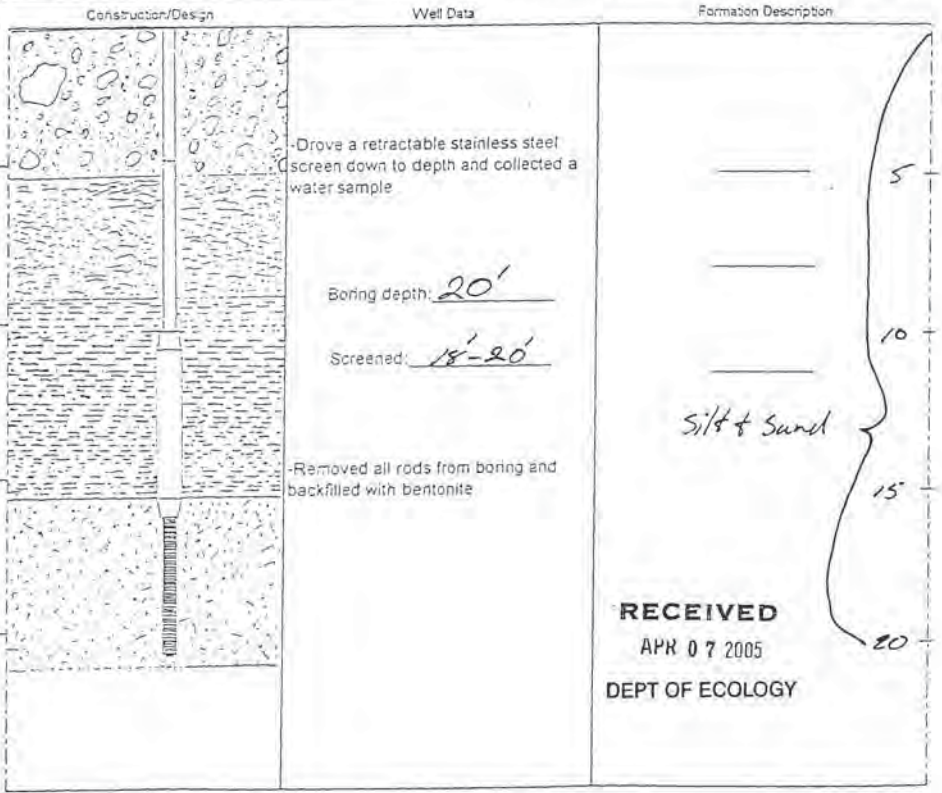 Construction/Design
Well Data
Formation Description
-Drove a retractable stainless steel
screen down to depth and collected a
water sample
Boring depth: 20'
Screened: 18'-20'
-Removed all rods from boring and
backfilled with bentonite
5
10
Silt & Sand
15
20
RECEIVED
APR 07 2005
DEPT OF ECOLOGY